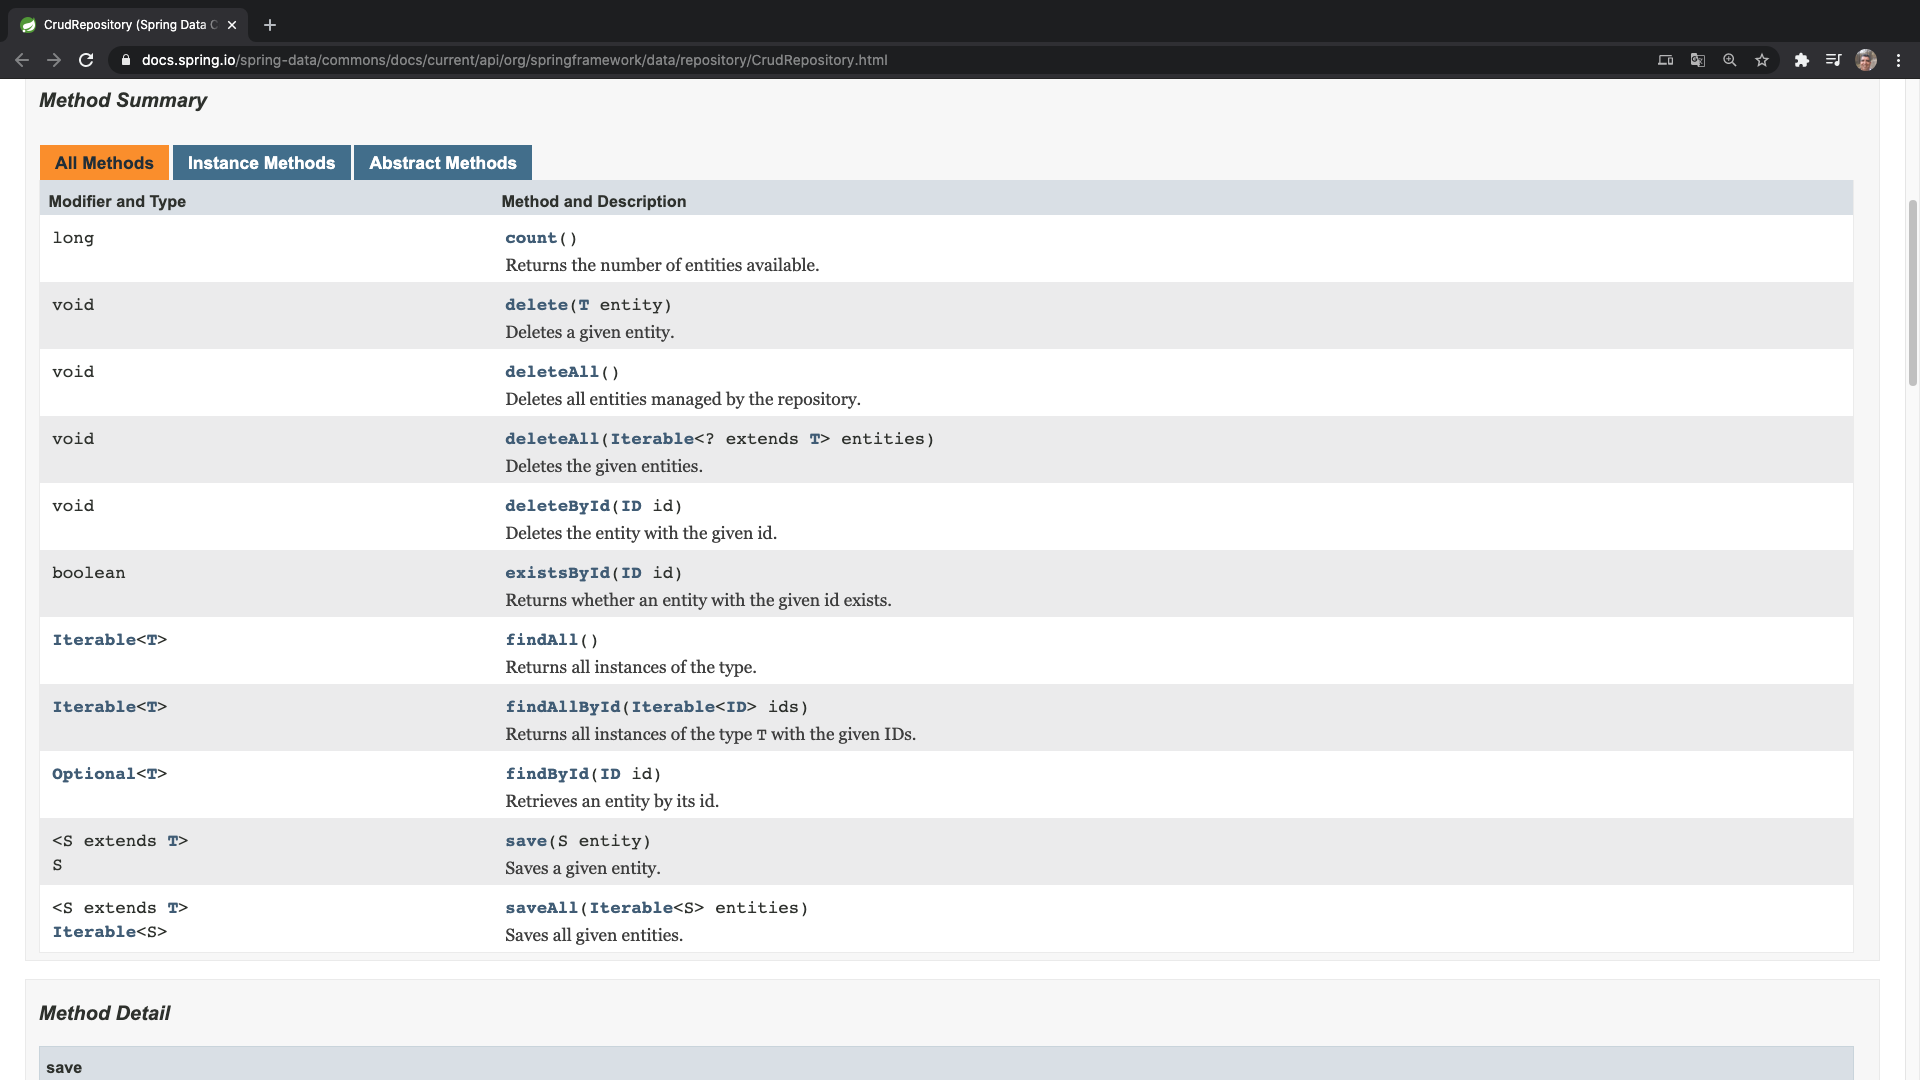 CrudRepository (Spring Data C
docs.spring.io/spring-data/commons/docs/current/api/org/springframework/data/repository/CrudRepository.html
Method Summary
All Methods Instance Methods Abstract Methods
Modifier and Type Method and Description
long count()
Returns the number of entities available.
void delete(T entity)
Deletes a given entity.
void deleteAll()
Deletes all entities managed by the repository.
void deleteAll(Iterable<? extends T> entities)
Deletes the given entities.
void deleteById(ID id)
Deletes the entity with the given id.
boolean existsById(ID id)
Returns whether an entity with the given id exists.
Iterable<T> findAll()
Returns all instances of the type.
Iterable<T> findAllById(Iterable<ID> ids)
Returns all instances of the type T with the given IDs.
Optional<T> findById(ID id)
Retrieves an entity by its id.
<S extends T> save(S entity)
S Saves a given entity.
<S extends T> saveAll(Iterable<S> entities)
Iterable<S> Saves all given entities.
Method Detail
save